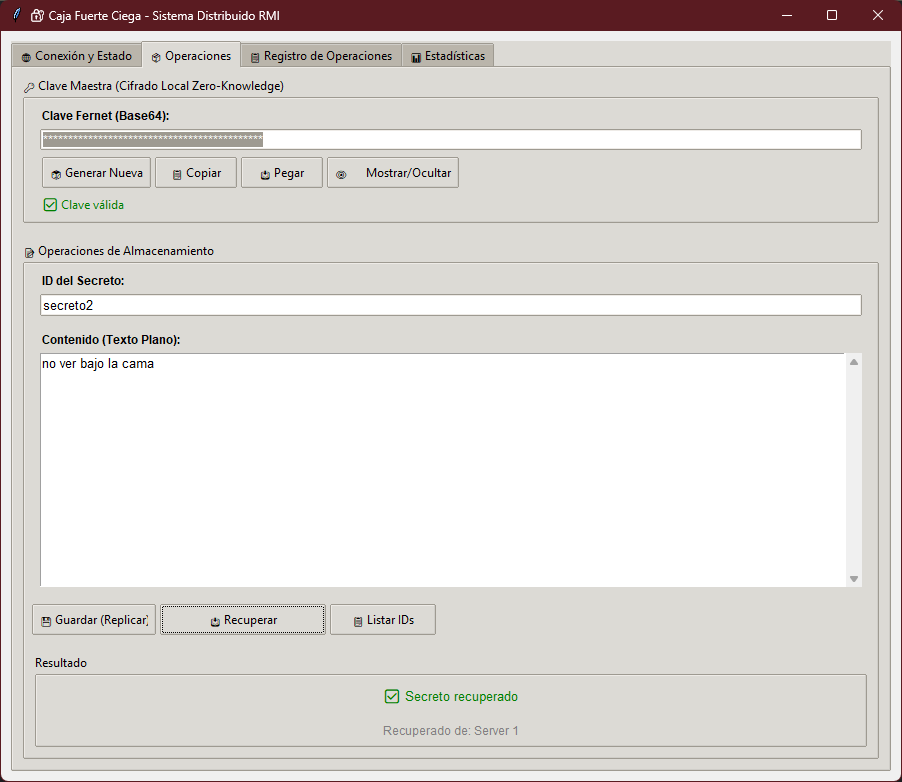 Caja Fuerte Ciega - Sistema Distribuido RMI
Conexión y Estado
Operaciones
Registro de Operaciones
Estadísticas
Clave Maestra (Cifrado Local Zero-Knowledge)
Clave Fernet (Base64):
********************************************
Generar Nueva
Copiar
Pegar
Mostrar/Ocultar
Clave válida
Operaciones de Almacenamiento
ID del Secreto:
secreto2
Contenido (Texto Plano):
no ver bajo la cama
Guardar (Replicar)
Recuperar
Listar IDs
Resultado
Secreto recuperado
Recuperado de: Server 1